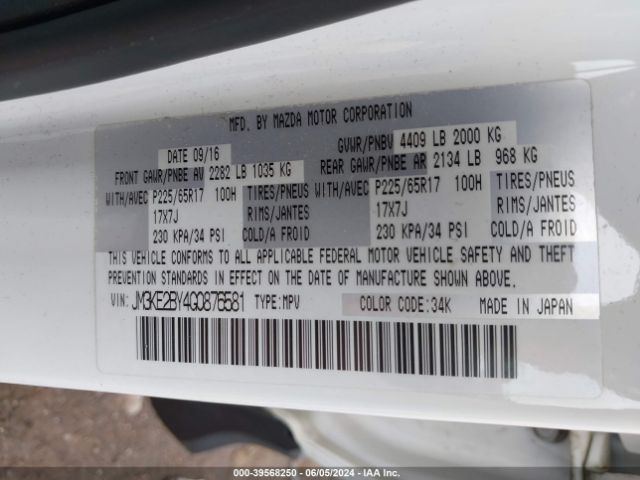 MFD. BY MAZDA MOTOR CORPORATION
DATE 09/16 GVWR/PNBV 4409 LB 2000 KG
FRONT GAWR/PNBE AV 2282 LB 1035 KG REAR GAWR/PNBE AR 2134 LB 968 KG
WITH/AVEC P225/65R17 100H TIRES/PNEUS WITH/AVEC P225/65R17 100H TIRES/PNEUS
17X7J RIMS/JANTES 17X7J RIMS/JANTES
230 KPA/34 PSI COLD/A FROID 230 KPA/34 PSI COLD/A FROID
THIS VEHICLE CONFORMS TO ALL APPLICABLE FEDERAL MOTOR VEHICLE SAFETY AND THEFT
PREVENTION STANDARDS IN EFFECT ON THE DATE OF MANUFACTURE SHOWN ABOVE.
VIN: JM3KE2BY4G0876581 TYPE:MPV COLOR CODE:34K MADE IN JAPAN
000-39568250 - 06/05/2024 - IAA Inc.